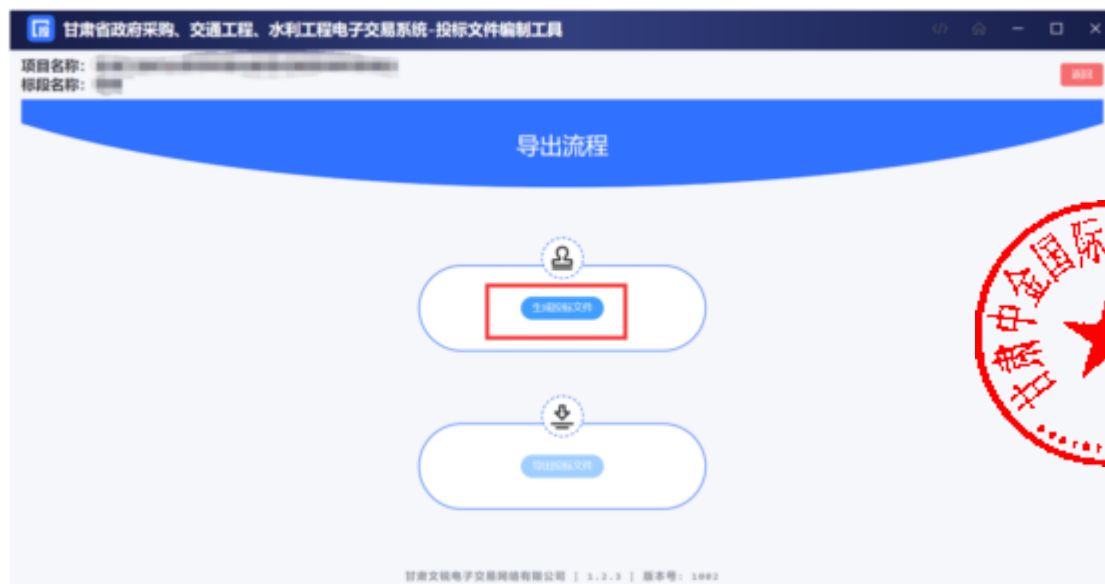 甘肃省政府采购、交通工程、水利工程电子交易系统-投标文件编制工具
项目名称：
标段名称：
返回
导出流程
生成投标文件
导出投标文件
甘肃中金国际
甘肃文锐电子交易网络有限公司 | 1.2.3 | 版本号: 1002